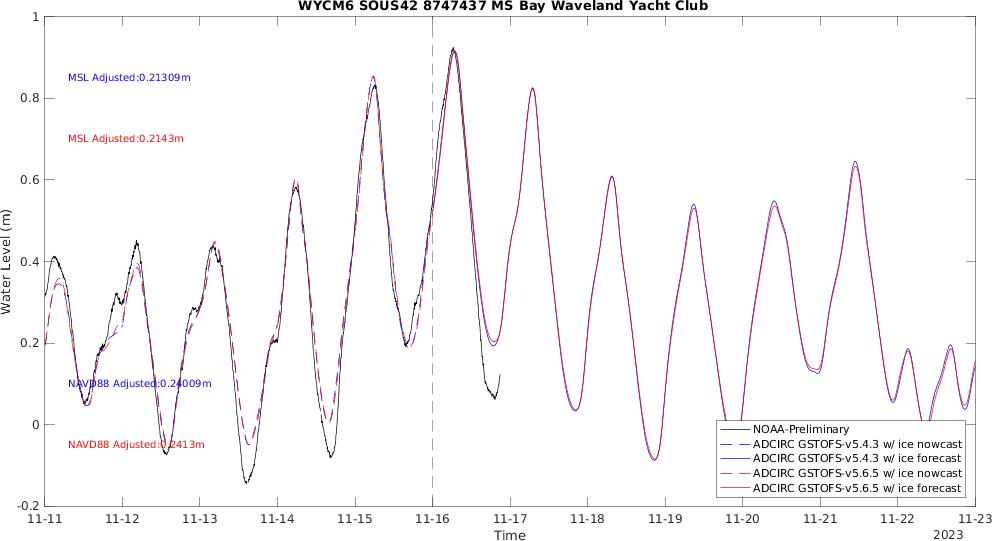 WYCM6 SOUS42 8747437 MS Bay Waveland Yacht Club
1
0.8
0.6
0.4
0.2
0
-0.2
Water Level (m)
MSL Adjusted:0.21309m
MSL Adjusted:0.2143m
NAVD88 Adjusted:0.24009m
NAVD88 Adjusted:0.2413m
NOAA-Preliminary
ADCIRC GSTOFS-v5.4.3 w/ ice nowcast
ADCIRC GSTOFS-v5.4.3 w/ ice forecast
ADCIRC GSTOFS-v5.6.5 w/ ice nowcast
ADCIRC GSTOFS-v5.6.5 w/ ice forecast
11-11 11-12 11-13 11-14 11-15 11-16 11-17 11-18 11-19 11-20 11-21 11-22 11-23
Time
2023